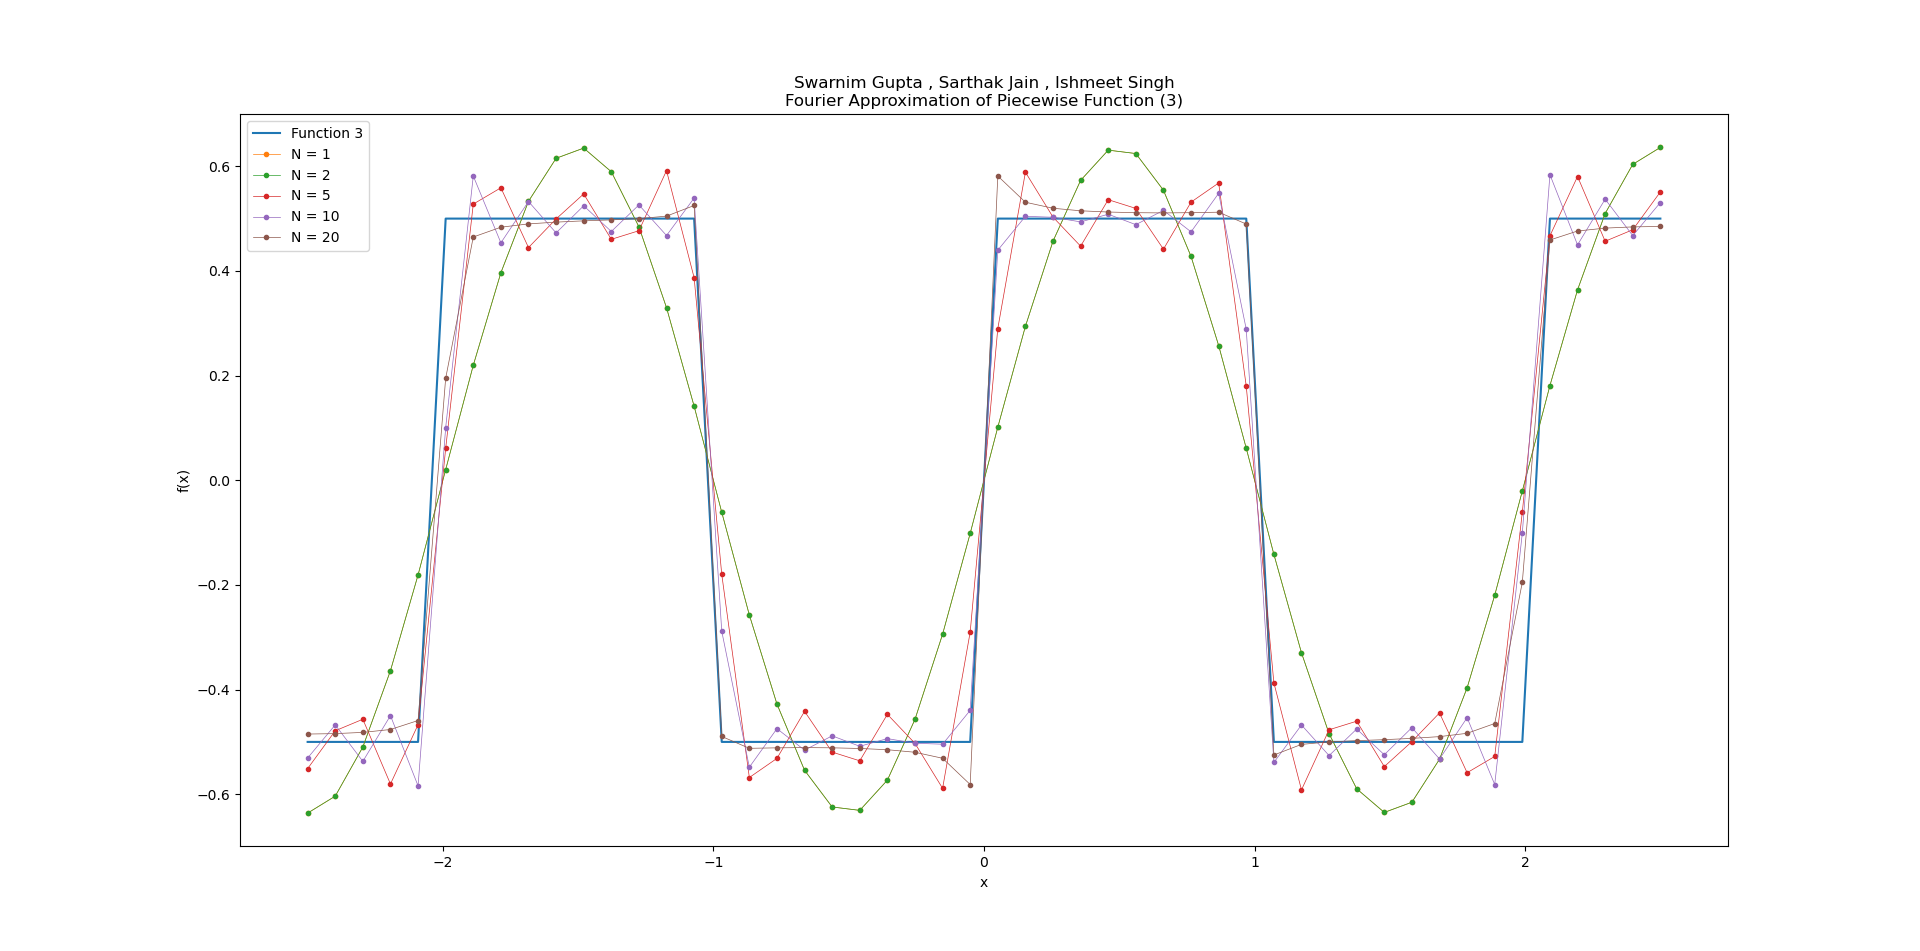 Swarnim Gupta , Sarthak Jain , Ishmeet Singh
Fourier Approximation of Piecewise Function (3)
Function 3
N = 1
N = 2
N = 5
N = 10
N = 20
0.6
0.4
0.2
0.0
−0.2
−0.4
−0.6
f(x)
−2
−1
0
1
2
x